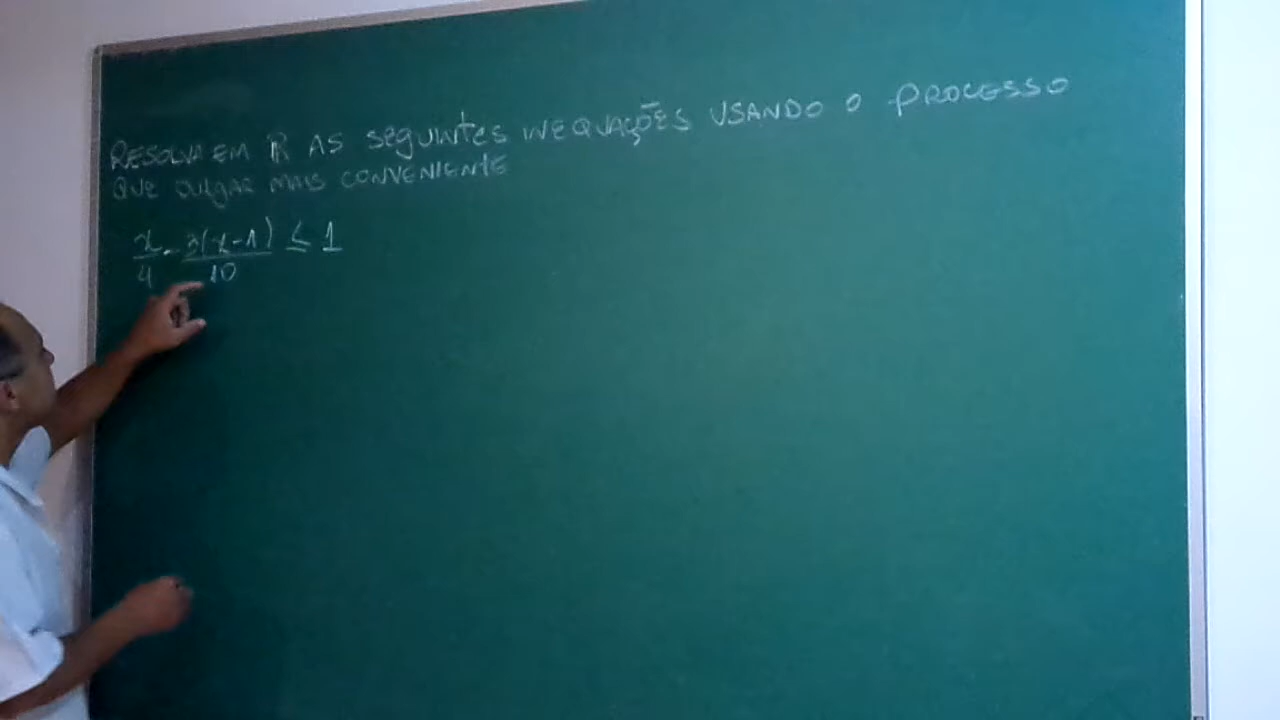 RESOLVA EM ℝ AS SEGUINTES INEQUAÇÕES USANDO O PROCESSO
QUE JULGAR MAIS CONVENIENTE
x/4 - 3(x-1)/10 ≤ 1